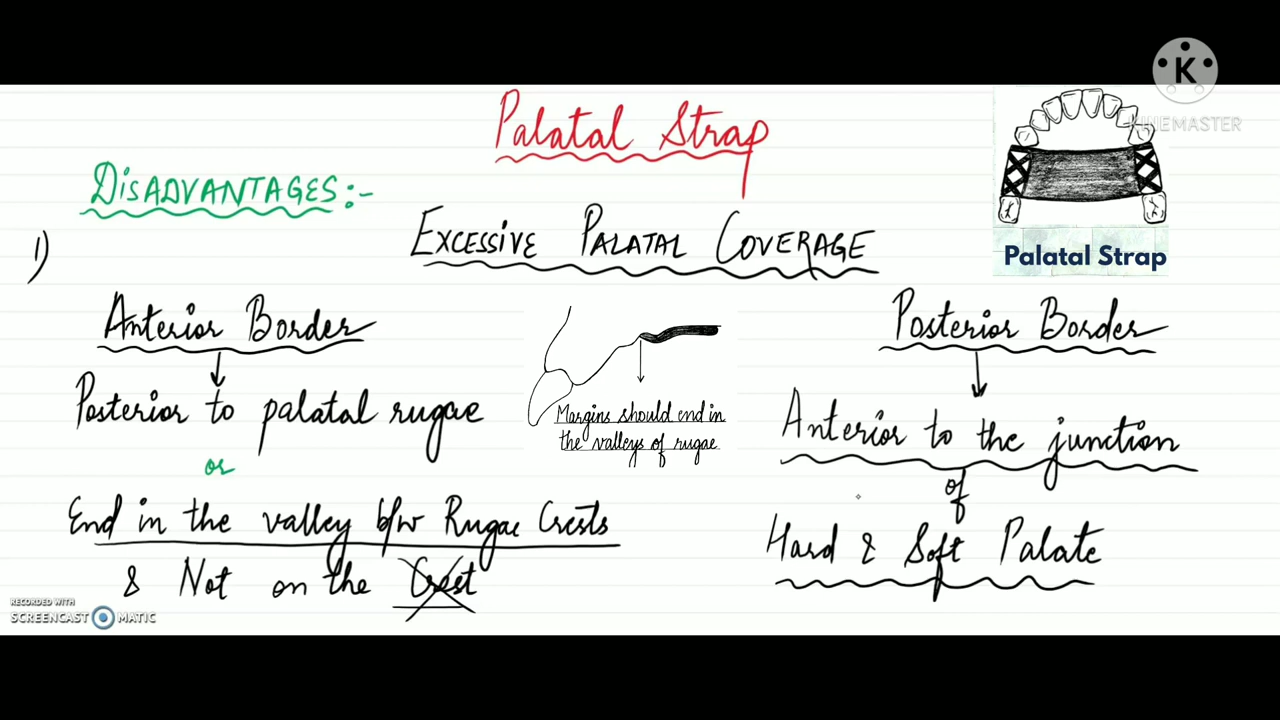 K
KINEMASTER
Palatal Strap
DISADVANTAGES:-
1)
EXCESSIVE PALATAL COVERAGE
Palatal Strap
Anterior Border
Posterior to palatal rugae
or
End in the valley b/w Rugae Crests
& Not on the Crest
Margins should end in
the valleys of rugae
Posterior Border
Anterior to the junction
of
Hard & Soft Palate
RECORDED WITH
SCREENCAST MATIC